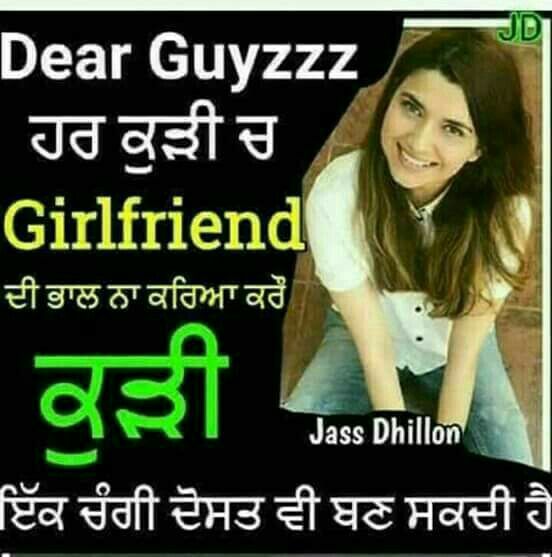 JD
Dear Guyzzz
ਹਰ ਕੁੜੀ ਚ
Girlfriend
ਦੀ ਭਾਲ ਨਾ ਕਰਿਆ ਕਰੌ
ਕੁੜੀ
Jass Dhillon
ਇੱਕ ਚੰਗੀ ਦੋਸਤ ਵੀ ਬਣ ਸਕਦੀ ਹੈ